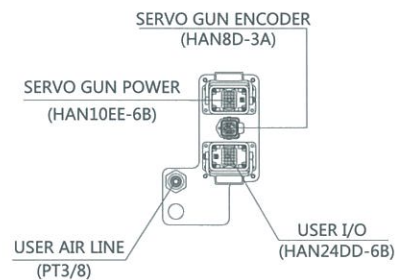 SERVO GUN ENCODER
(HAN8D-3A)
SERVO GUN POWER
(HAN10EE-6B)
USER I/O
(HAN24DD-6B)
USER AIR LINE
(PT3/8)